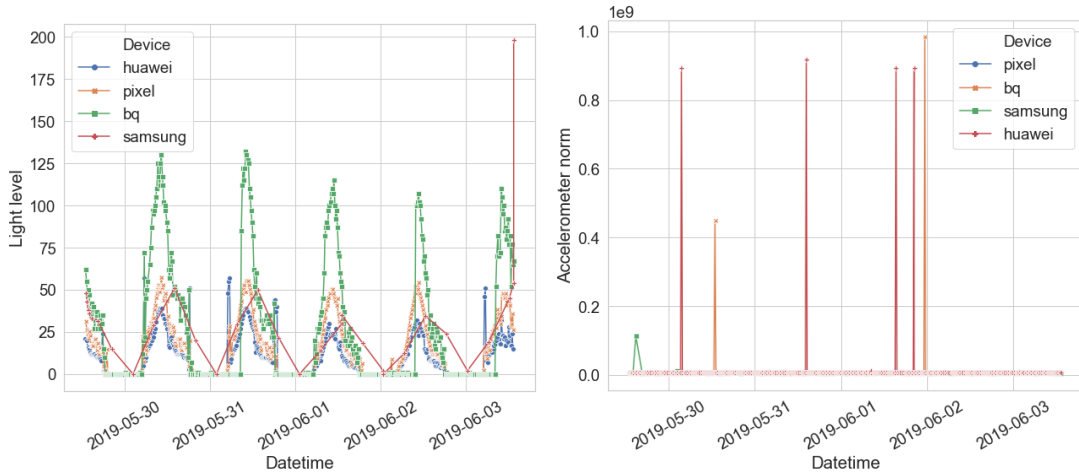 Device
huawei
pixel
bq
samsung
200
175
150
125
100
75
50
25
0
Light level
2019-05-30
2019-05-31
2019-06-01
2019-06-02
2019-06-03
Datetime
1e9
Device
pixel
bq
samsung
huawei
1.0
0.8
0.6
0.4
0.2
0.0
Accelerometer norm
2019-05-30
2019-05-31
2019-06-01
2019-06-02
2019-06-03
Datetime